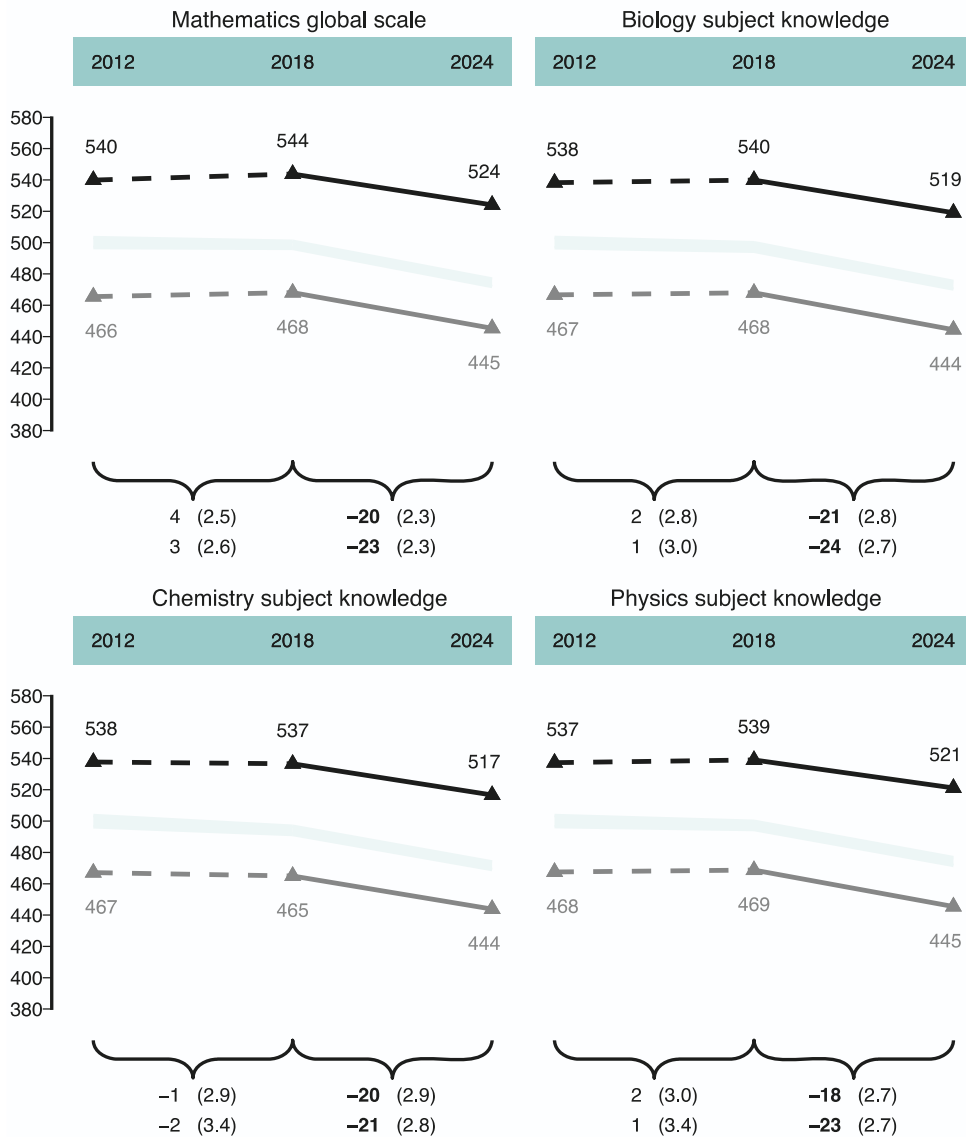 Mathematics global scale
2012 2018 2024
580
560
540
520
500
480
460
440
420
400
380
540 544 524
466 468 445
4 (2.5) –20 (2.3)
3 (2.6) –23 (2.3)
Biology subject knowledge
2012 2018 2024
538 540 519
467 468 444
2 (2.8) –21 (2.8)
1 (3.0) –24 (2.7)
Chemistry subject knowledge
2012 2018 2024
580
560
540
520
500
480
460
440
420
400
380
538 537 517
467 465 444
–1 (2.9) –20 (2.9)
–2 (3.4) –21 (2.8)
Physics subject knowledge
2012 2018 2024
537 539 521
468 469 445
2 (3.0) –18 (2.7)
1 (3.4) –23 (2.7)